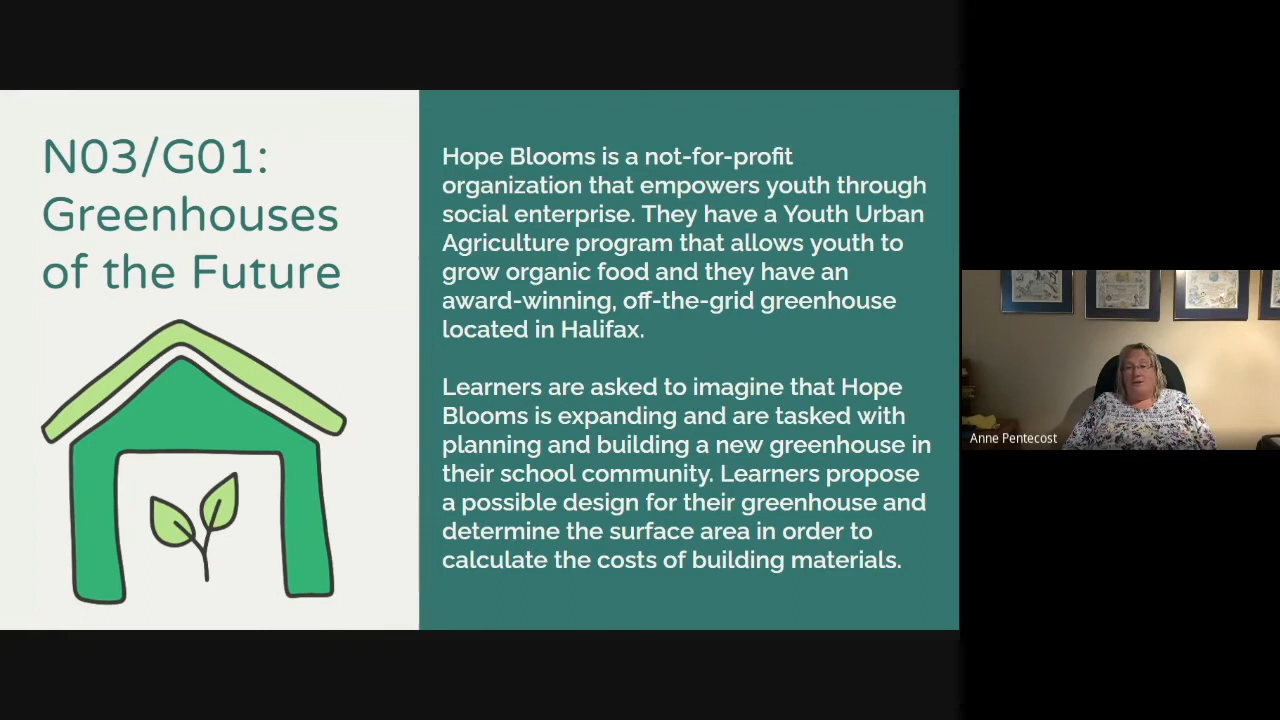 N03/G01:
Greenhouses
of the Future
Hope Blooms is a not-for-profit
organization that empowers youth through
social enterprise. They have a Youth Urban
Agriculture program that allows youth to
grow organic food and they have an
award-winning, off-the-grid greenhouse
located in Halifax.
Learners are asked to imagine that Hope
Blooms is expanding and are tasked with
planning and building a new greenhouse in
their school community. Learners propose
a possible design for their greenhouse and
determine the surface area in order to
calculate the costs of building materials.
Anne Pentecost